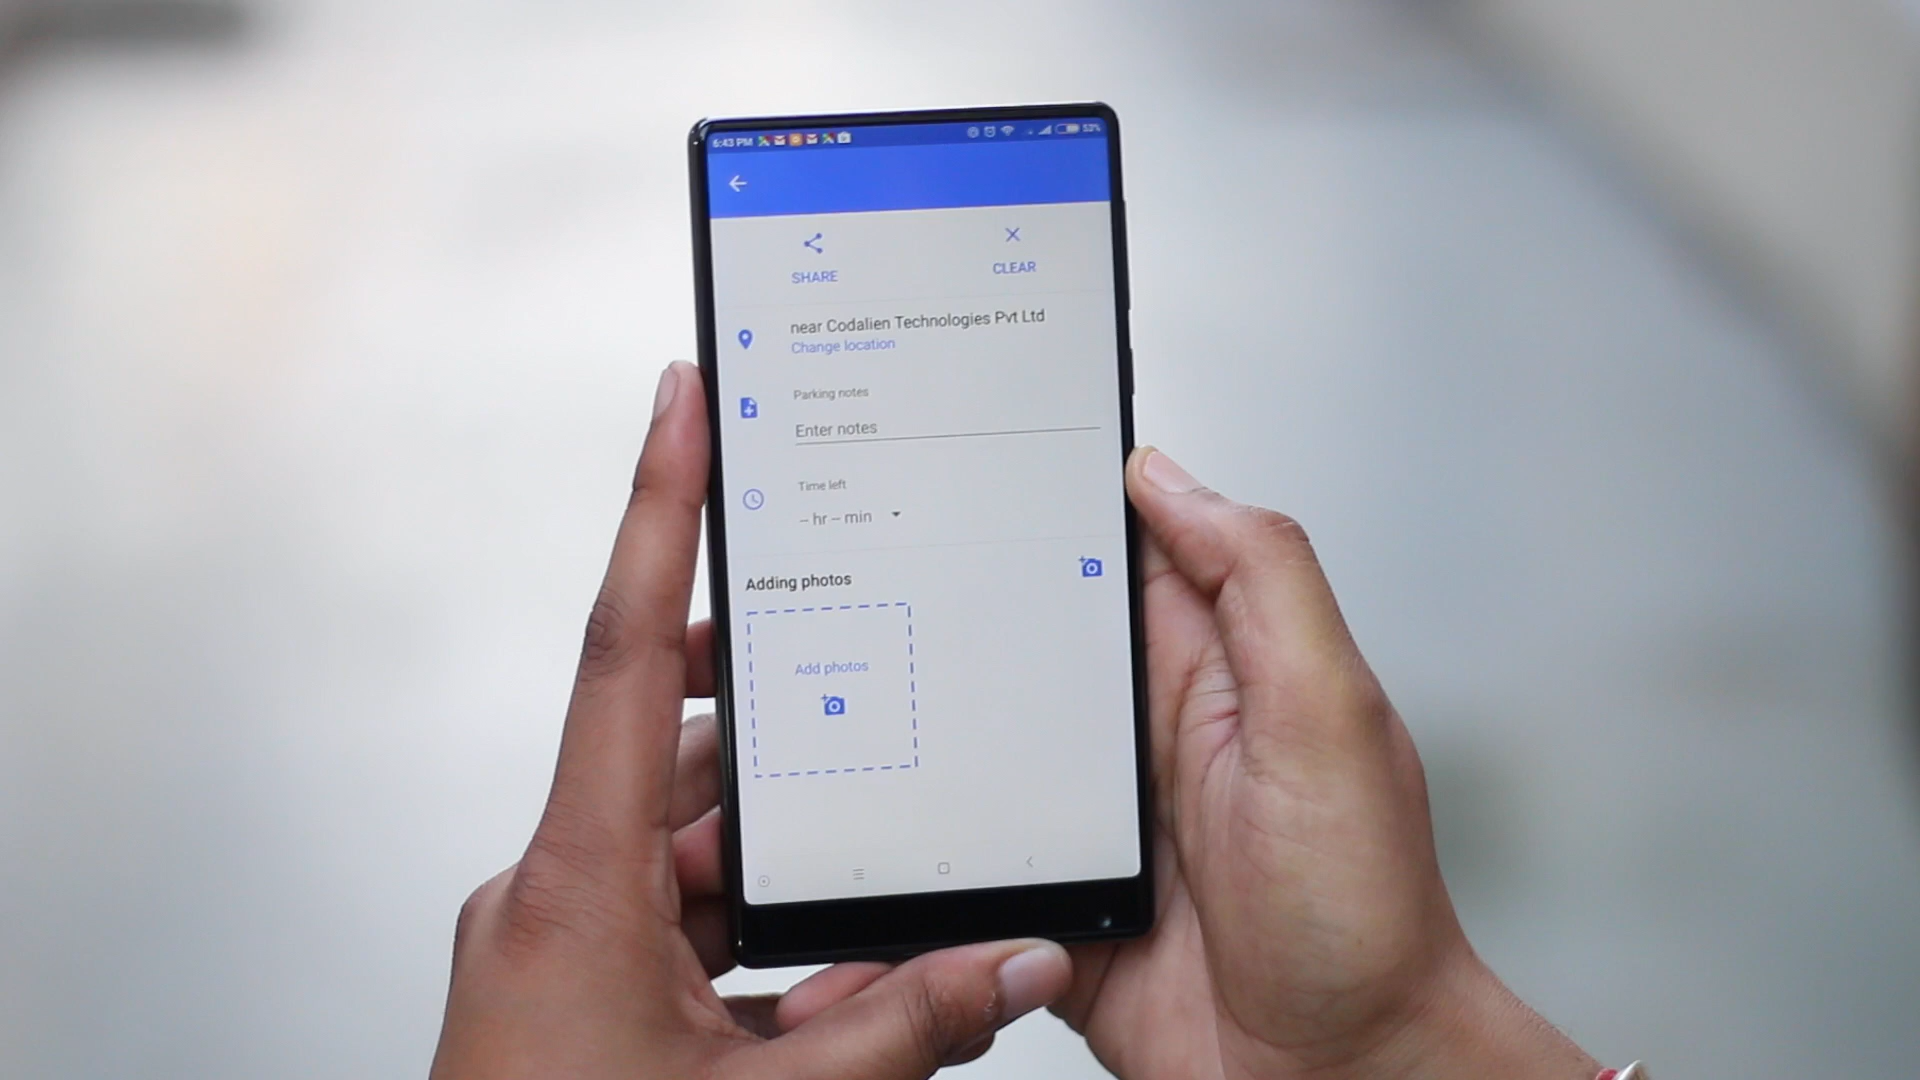 6:43 PM 53%
SHARE CLEAR
near Codalien Technologies Pvt Ltd
Change location
Parking notes
Enter notes
Time left
-- hr -- min
Adding photos
Add photos